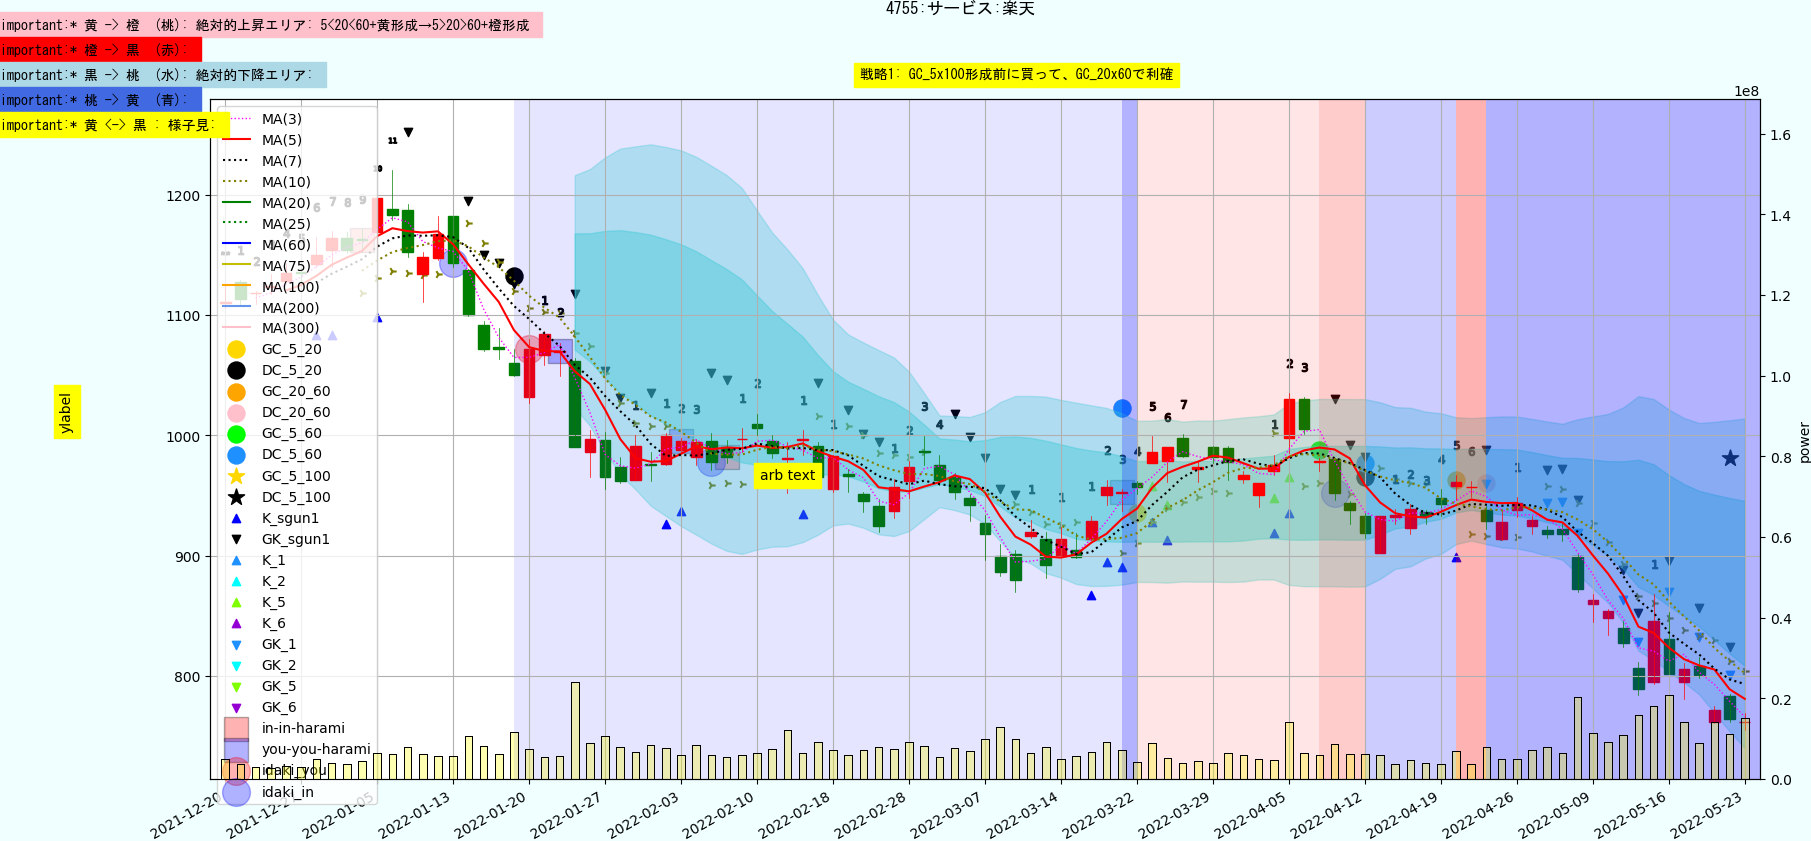 4755:サービス:楽天
important:* 黄 -> 橙 (桃): 絶対的上昇エリア: 5<20<60+黄形成→5>20>60+橙形成
important:* 橙 -> 黒 (赤):
important:* 黒 -> 桃 (水): 絶対的下降エリア:
important:* 桃 -> 黄 (青):
important:* 黄 <-> 黒 : 様子見:
戦略1: GC_5x100形成前に買って、GC_20x60で利確
1e8
MA(3)
MA(5)
MA(7)
MA(10)
MA(20)
MA(25)
MA(60)
MA(75)
MA(100)
MA(200)
MA(300)
GC_5_20
DC_5_20
GC_20_60
DC_20_60
GC_5_60
DC_5_60
GC_5_100
DC_5_100
K_sgun1
GK_sgun1
K_1
K_2
K_5
K_6
GK_1
GK_2
GK_5
GK_6
in-in-harami
you-you-harami
idaki_you
idaki_in
1200
1100
1000
900
800
ylabel
arb text
1.6
1.4
1.2
1.0
0.8
0.6
0.4
0.2
0.0
power
2021-12-20
2022-01-05
2022-01-13
2022-01-20
2022-01-27
2022-02-03
2022-02-10
2022-02-18
2022-02-28
2022-03-07
2022-03-14
2022-03-22
2022-03-29
2022-04-05
2022-04-12
2022-04-19
2022-04-26
2022-05-09
2022-05-16
2022-05-23